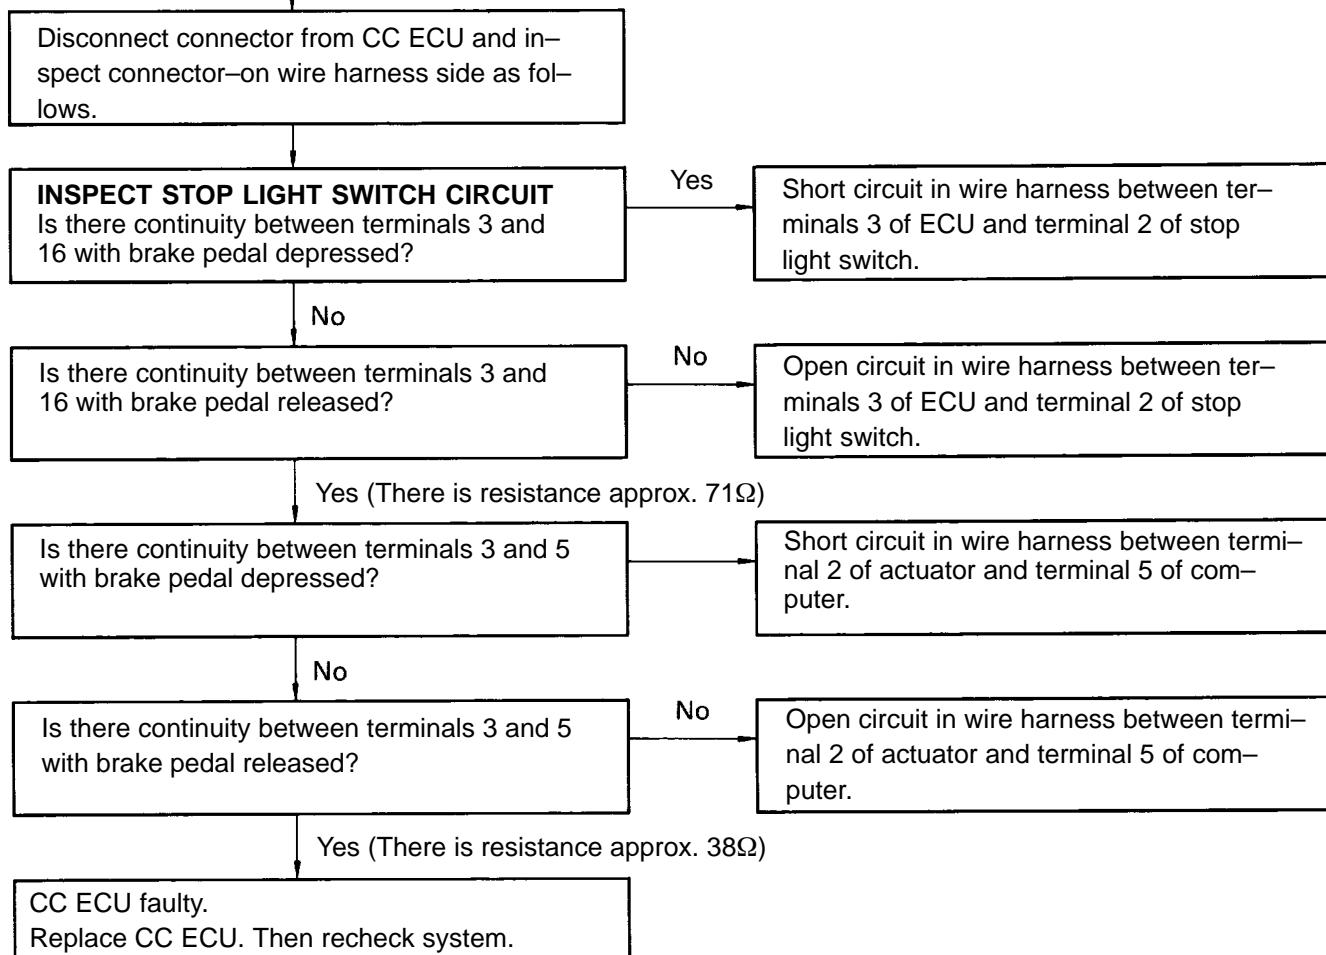 Disconnect connector from CC ECU and in–
spect connector–on wire harness side as fol–
lows.
INSPECT STOP LIGHT SWITCH CIRCUIT
Is there continuity between terminals 3 and
16 with brake pedal depressed?
Yes
Short circuit in wire harness between ter–
minals 3 of ECU and terminal 2 of stop
light switch.
No
Is there continuity between terminals 3 and
16 with brake pedal released?
No
Open circuit in wire harness between ter–
minals 3 of ECU and terminal 2 of stop
light switch.
Yes (There is resistance approx. 71Ω)
Is there continuity between terminals 3 and 5
with brake pedal depressed?
Short circuit in wire harness between termi–
nal 2 of actuator and terminal 5 of com–
puter.
No
Is there continuity between terminals 3 and 5
with brake pedal released?
No
Open circuit in wire harness between termi–
nal 2 of actuator and terminal 5 of com–
puter.
Yes (There is resistance approx. 38Ω)
CC ECU faulty.
Replace CC ECU. Then recheck system.